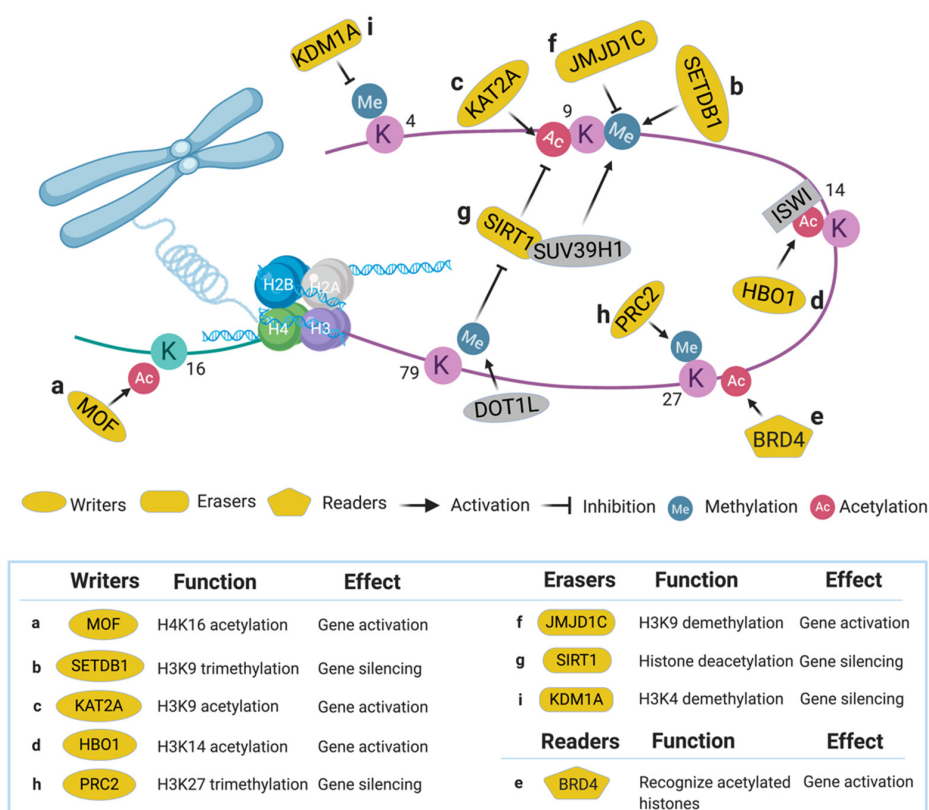 KDM1A i
Me
K 4
f JMJD1C
c KAT2A
SETDB1 b
9
Ac K Me
g SIRT1 SUV39H1
ISWI 14
Ac K
HBO1 d
H2B H2A
H4 H3
h PRC2
Me
K Ac
27
K
16
Ac
a MOF
Me
K
79
DOT1L
e
BRD4
Writers Erasers Readers Activation Inhibition Me Methylation Ac Acetylation
Writers Function Effect
a MOF H4K16 acetylation Gene activation
b SETDB1 H3K9 trimethylation Gene silencing
c KAT2A H3K9 acetylation Gene activation
d HBO1 H3K14 acetylation Gene activation
h PRC2 H3K27 trimethylation Gene silencing
Erasers Function Effect
f JMJD1C H3K9 demethylation Gene activation
g SIRT1 Histone deacetylation Gene silencing
i KDM1A H3K4 demethylation Gene silencing
Readers Function Effect
e BRD4 Recognize acetylated Gene activation
histones